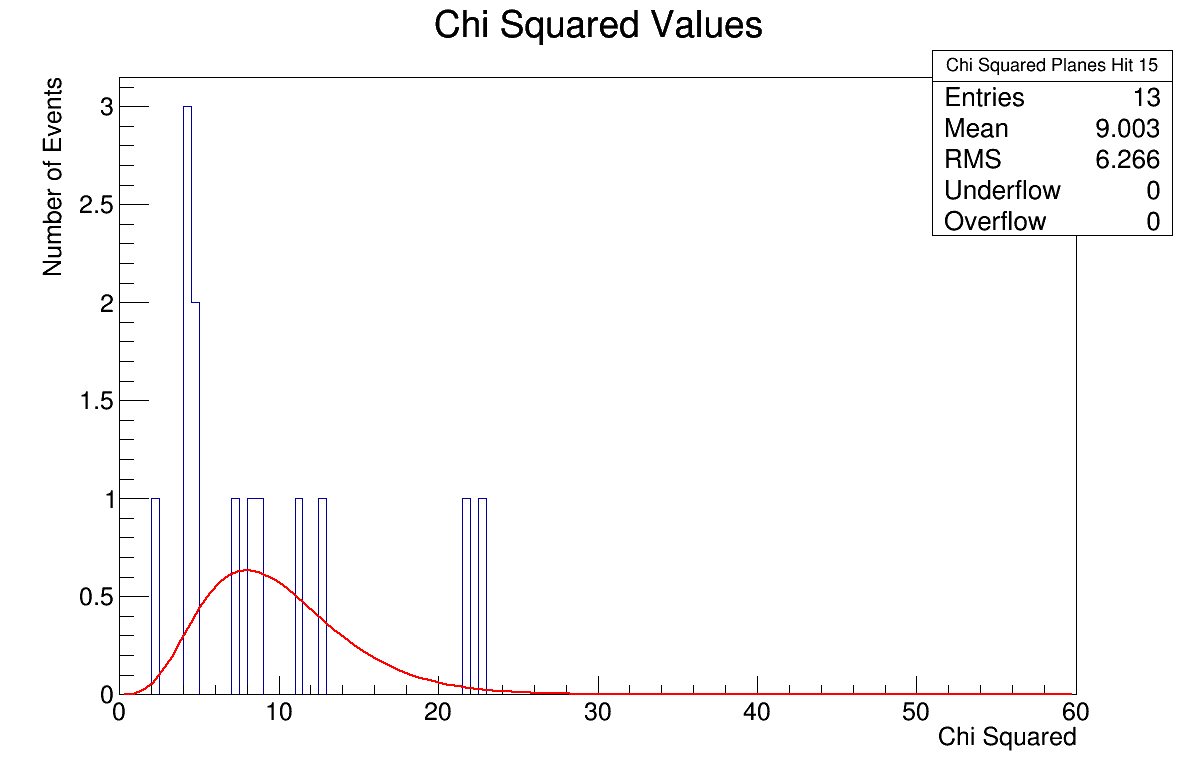 Chi Squared Values
Chi Squared Planes Hit 15
Entries 13
Mean 9.003
RMS 6.266
Underflow 0
Overflow 0
Number of Events
3
2.5
2
1.5
1
0.5
0
0 10 20 30 40 50 60
Chi Squared